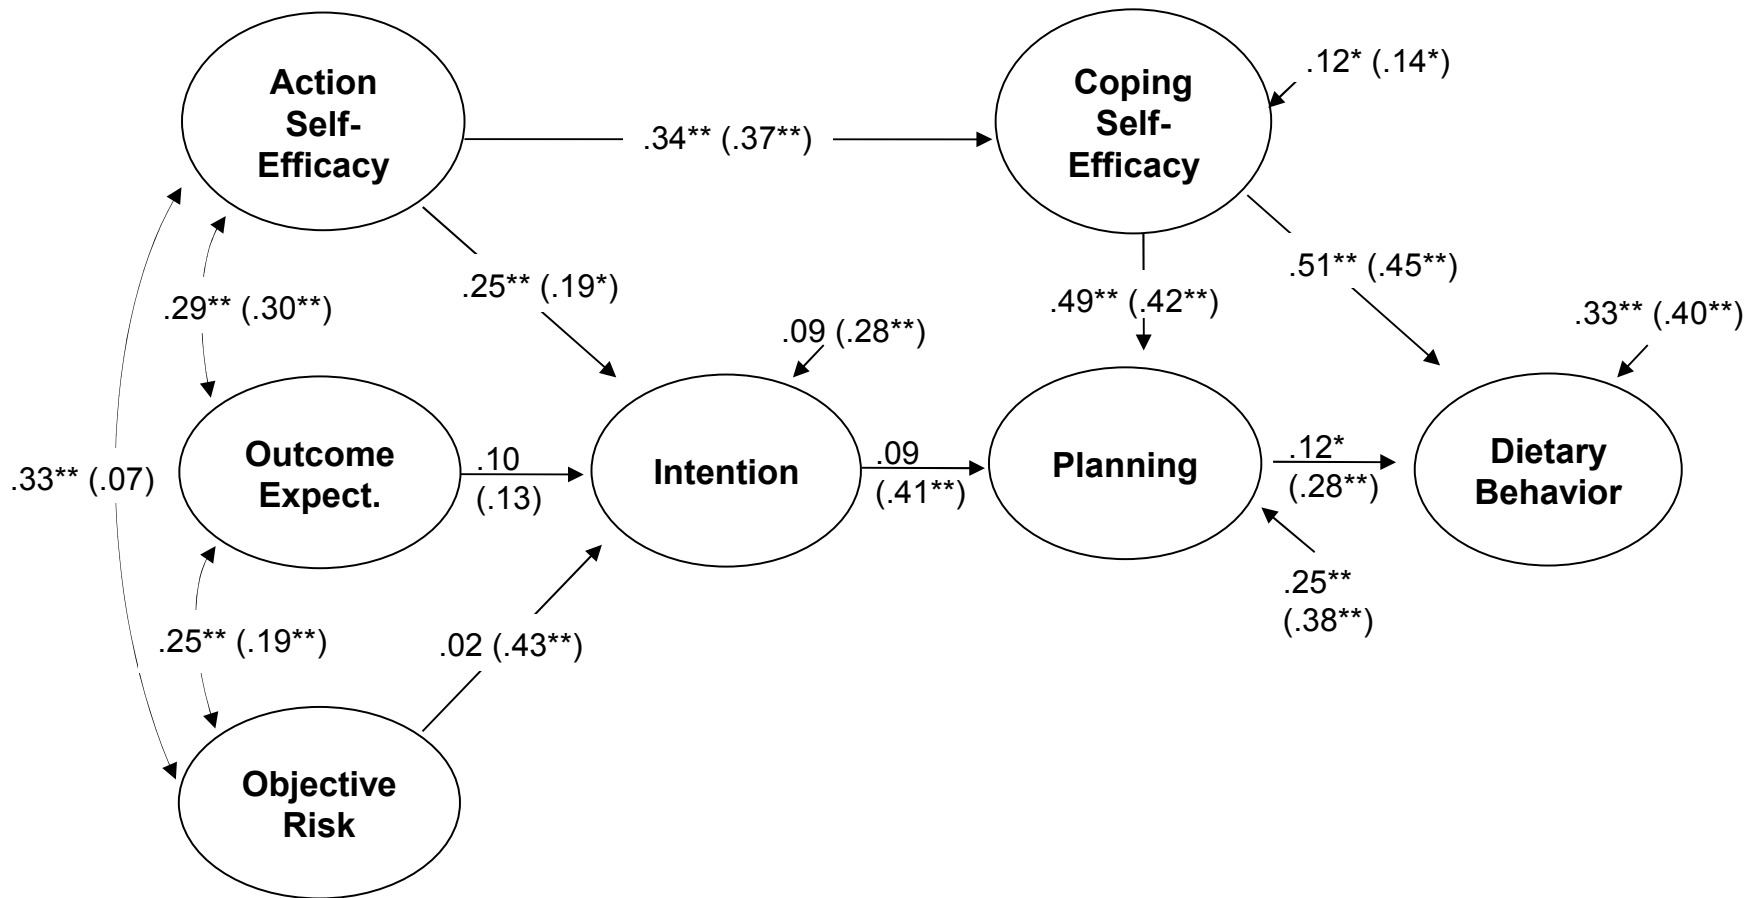 Action
Self-
Efficacy
Coping
Self-
Efficacy
.12* (.14*)
.34** (.37**)
.29** (.30**)
.25** (.19*)
.49** (.42**)
.51** (.45**)
.33** (.40**)
.09 (.28**)
Outcome
Expect.
.10
(.13)
Intention
.09
(.41**)
Planning
.12*
(.28**)
Dietary
Behavior
.33** (.07)
.25**
(.38**)
.25** (.19**)
.02 (.43**)
Objective
Risk